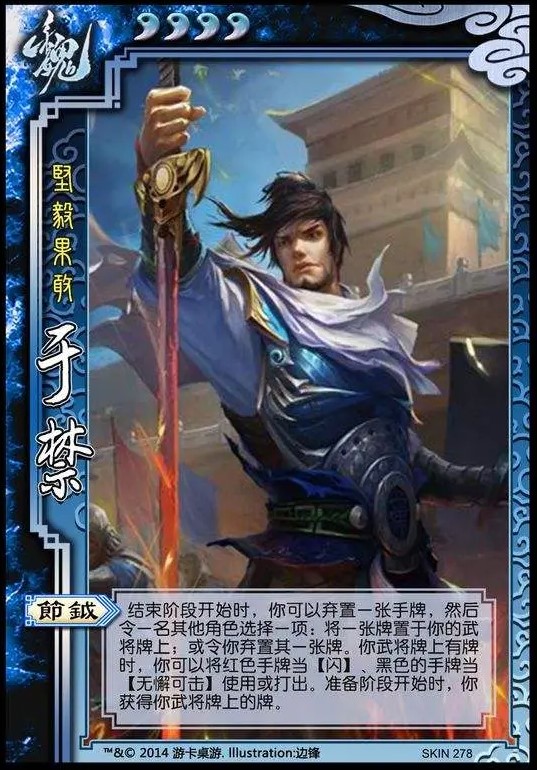 魏
堅毅果敢
于禁
節鉞
结束阶段开始时，你可以弃置一张手牌，然后
令一名其他角色选择一项：将一张牌置于你的武
将牌上；或令你弃置其一张牌。你武将牌上有牌
时，你可以将红色手牌当【闪】、黑色的手牌当
【无懈可击】使用或打出。准备阶段开始时，你
获得你武将牌上的牌。
™&© 2014 游卡桌游. Illustration:边锋
SKIN 278